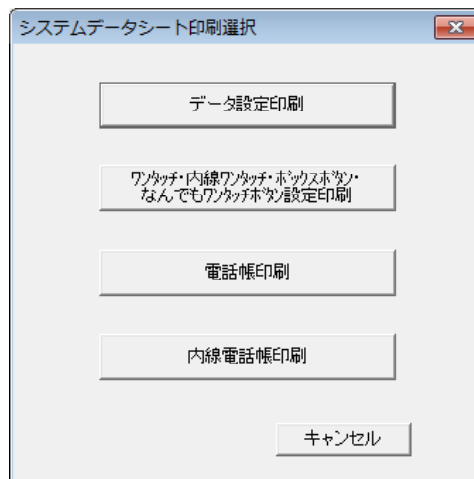 システムデータシート印刷選択
データ設定印刷
ﾜﾝﾀｯﾁ・内線ﾜﾝﾀｯﾁ・ﾎﾞｯｸｽﾎﾞﾀﾝ・
なんでもﾜﾝﾀｯﾁﾎﾞﾀﾝ設定印刷
電話帳印刷
内線電話帳印刷
キャンセル